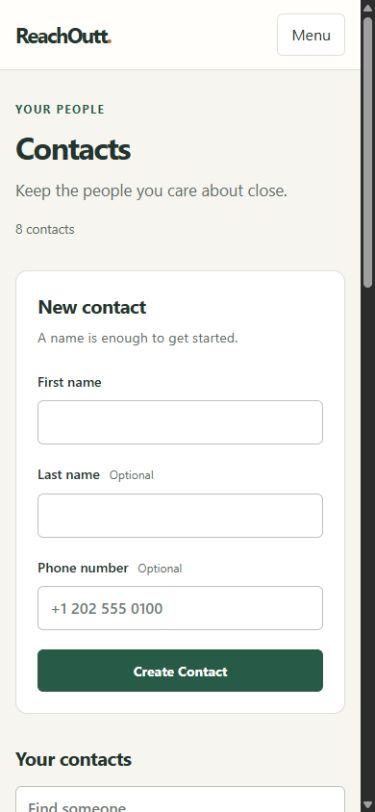 ReachOutt.
Menu
YOUR PEOPLE
Contacts
Keep the people you care about close.
8 contacts
New contact
A name is enough to get started.
First name
Last name Optional
Phone number Optional
+1 202 555 0100
Create Contact
Your contacts
Find someone